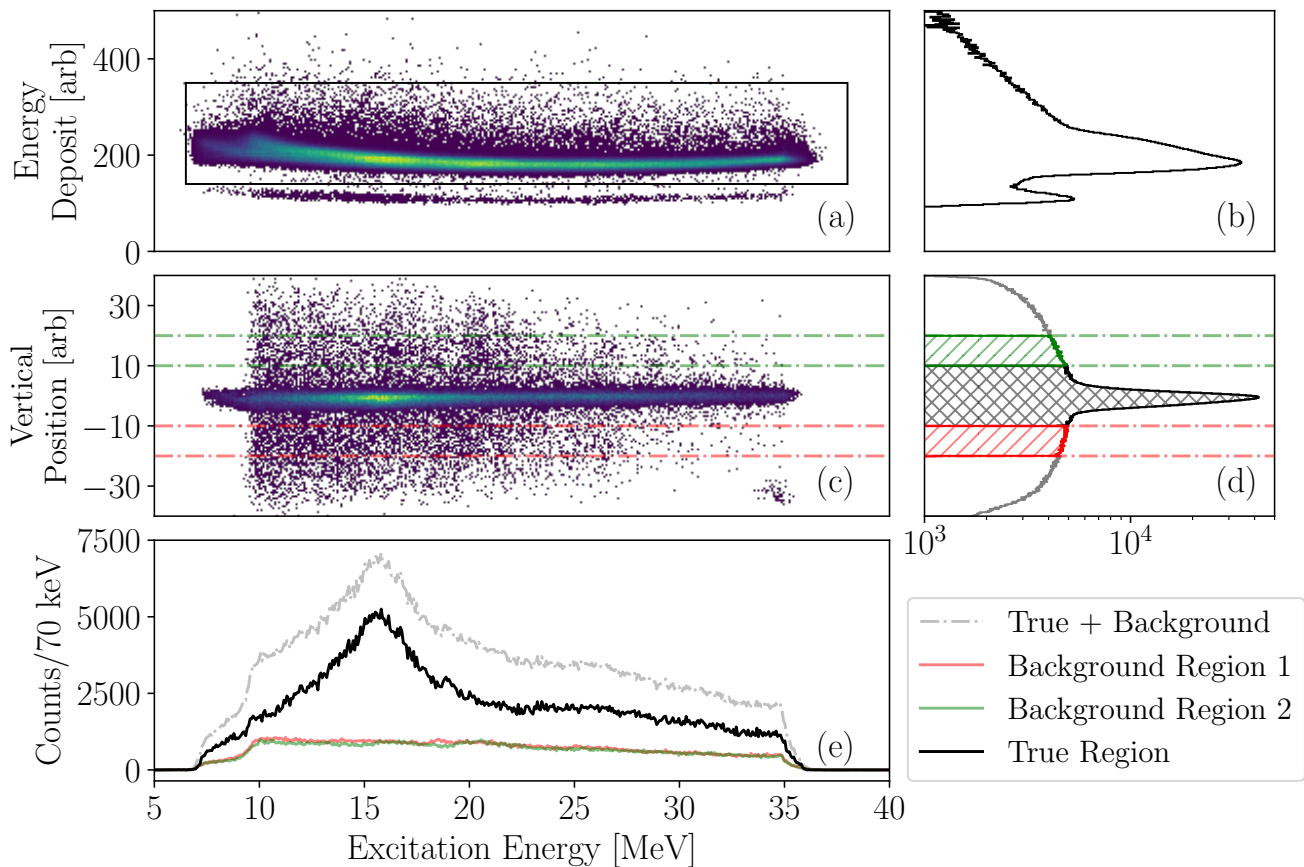 Energy
Deposit [arb]
400
200
0
(a)
(b)
Vertical
Position [arb]
30
10
−10
−30
(c)
(d)
10³
10⁴
Counts/70 keV
7500
5000
2500
0
(e)
5
10
15
20
25
30
35
40
Excitation Energy [MeV]
True + Background
Background Region 1
Background Region 2
True Region